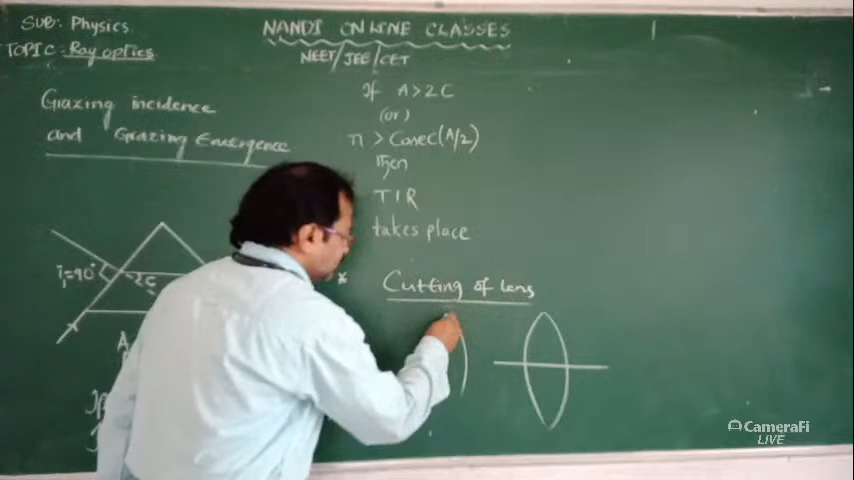 SUB: Physics
TOPIC: Ray optics
NANDI ONLINE CLASSES
NEET/JEE/CET
Grazing incidence
and Grazing Emergence
If A>2C
(or)
n > Cosec(A/2)
then
TIR
takes place
i₁=90°
C
A
* Cutting of lens
CameraFi
LIVE